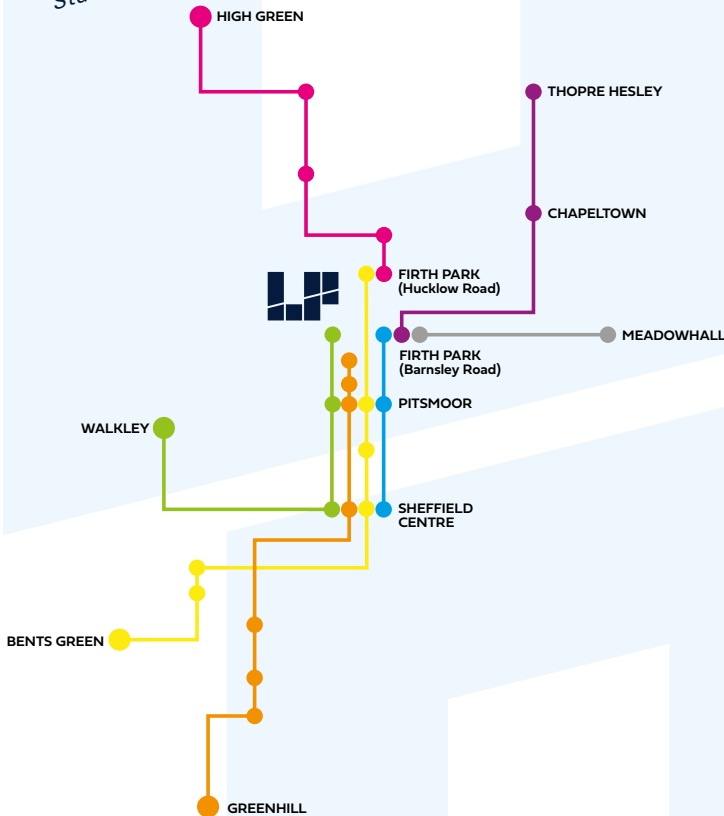 HIGH GREEN
THOPRE HESLEY
CHAPELTOWN
FIRTH PARK
(Hucklow Road)
MEADOWHALL
FIRTH PARK
(Barnsley Road)
PITSMOOR
WALKLEY
SHEFFIELD
CENTRE
BENTS GREEN
GREENHILL